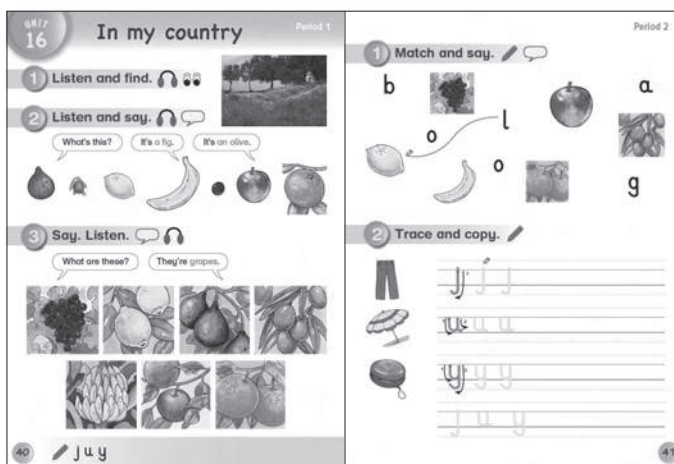 UNIT 16
In my country
Period 1
1 Listen and find.
2 Listen and say.
What's this?
It's a fig.
It's an olive.
3 Say. Listen.
What are these?
They're grapes.
40
j u y
Period 2
1 Match and say.
b
a
o
l
o
g
2 Trace and copy.
j j j
u u u
y y y
j u y
41